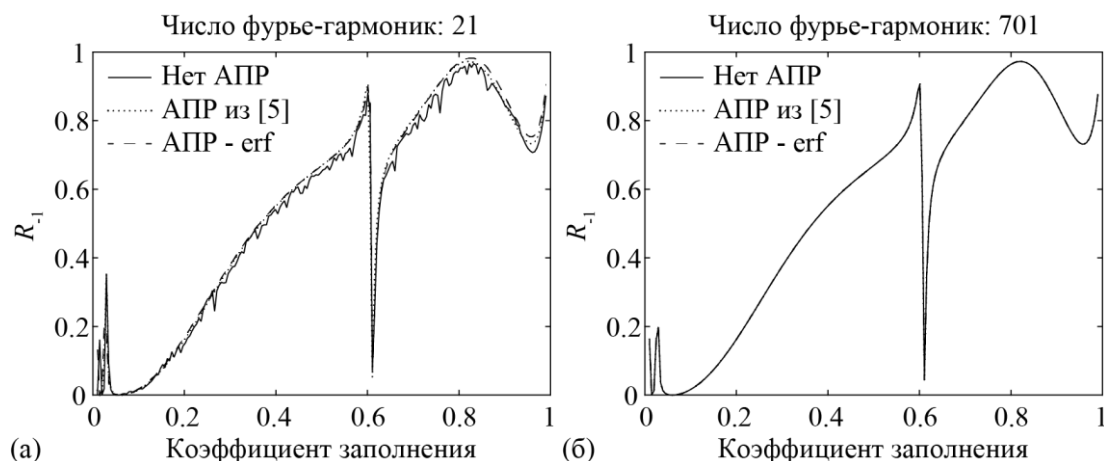 Число фурье-гармоник: 21
1
0.8
0.6
0.4
0.2
0
R₋₁
Нет АПР
АПР из [5]
АПР - erf
0 0.2 0.4 0.6 0.8 1
(а) Коэффициент заполнения
Число фурье-гармоник: 701
1
0.8
0.6
0.4
0.2
0
R₋₁
Нет АПР
АПР из [5]
АПР - erf
0 0.2 0.4 0.6 0.8 1
(б) Коэффициент заполнения